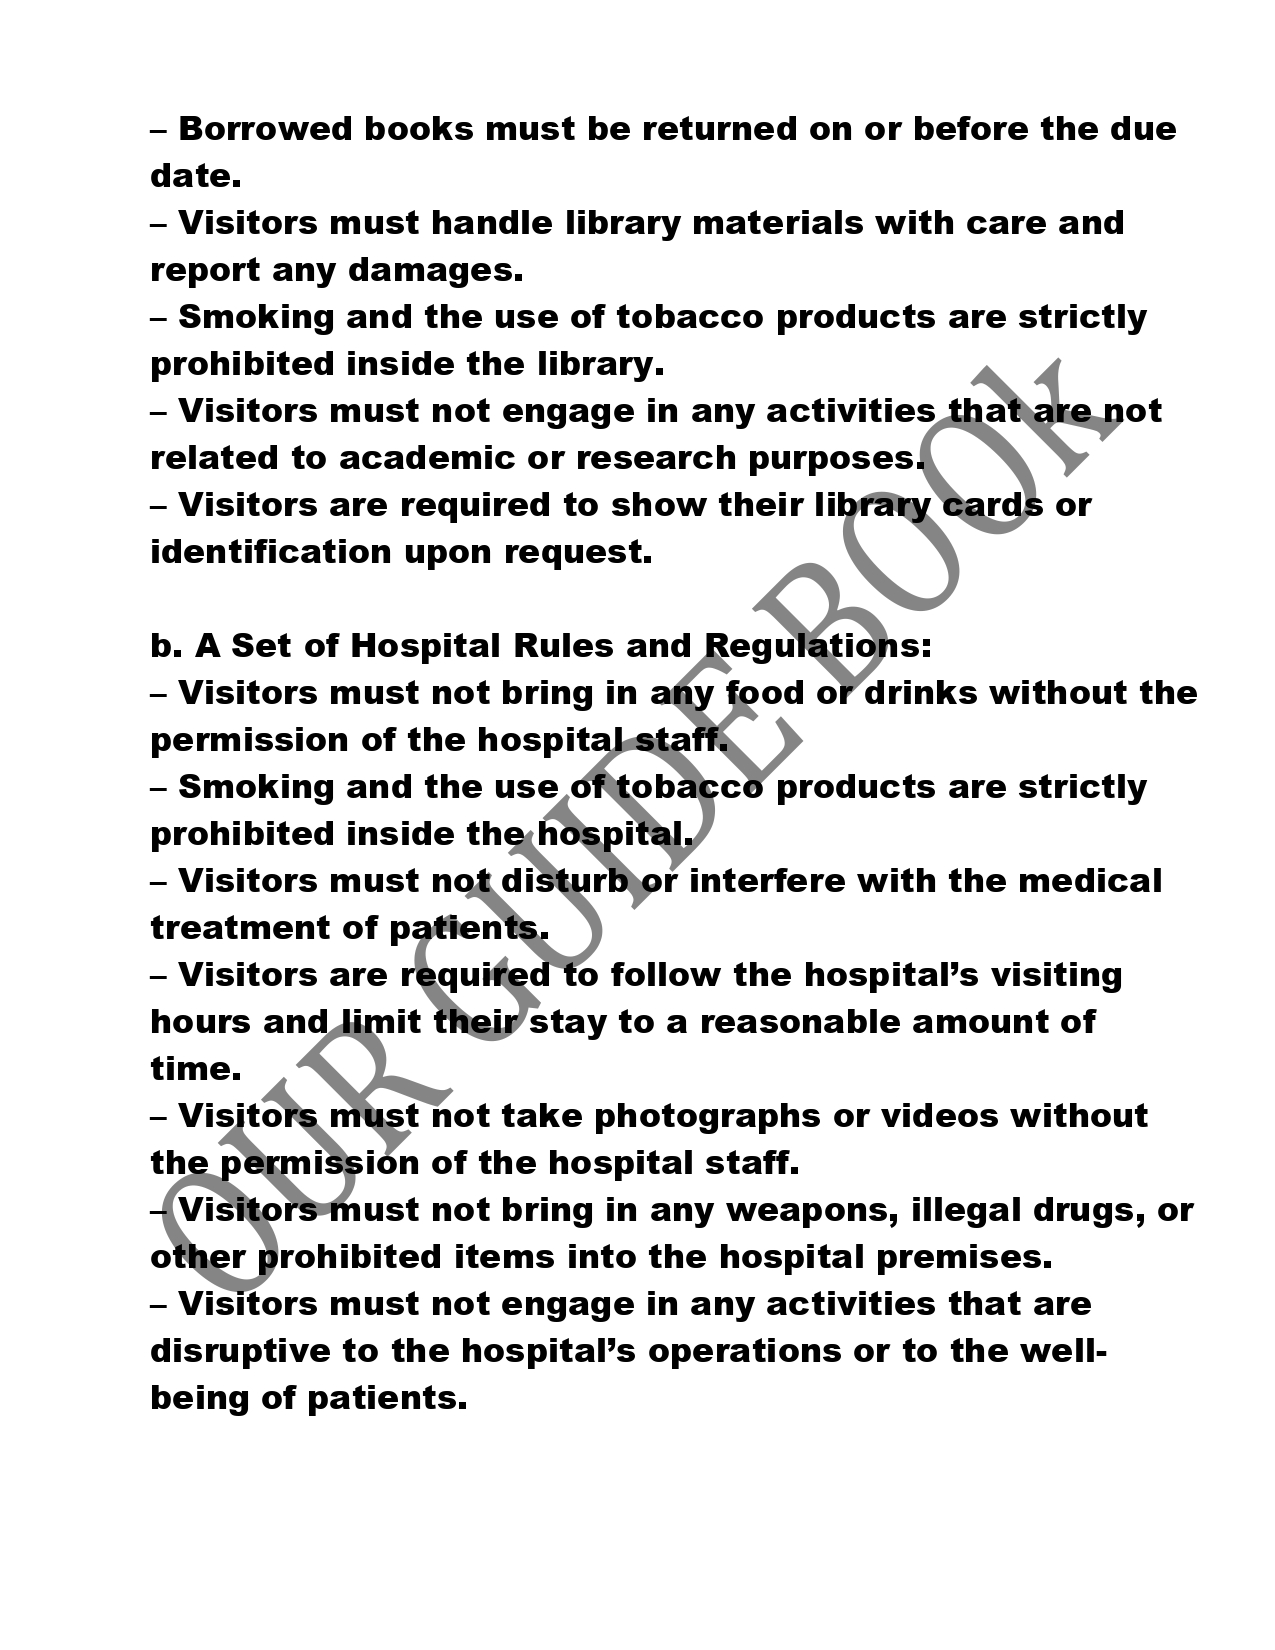 – Borrowed books must be returned on or before the due
date.
– Visitors must handle library materials with care and
report any damages.
– Smoking and the use of tobacco products are strictly
prohibited inside the library.
– Visitors must not engage in any activities that are not
related to academic or research purposes.
– Visitors are required to show their library cards or
identification upon request.
b. A Set of Hospital Rules and Regulations:
– Visitors must not bring in any food or drinks without the
permission of the hospital staff.
– Smoking and the use of tobacco products are strictly
prohibited inside the hospital.
– Visitors must not disturb or interfere with the medical
treatment of patients.
– Visitors are required to follow the hospital’s visiting
hours and limit their stay to a reasonable amount of
time.
– Visitors must not take photographs or videos without
the permission of the hospital staff.
– Visitors must not bring in any weapons, illegal drugs, or
other prohibited items into the hospital premises.
– Visitors must not engage in any activities that are
disruptive to the hospital’s operations or to the well-
being of patients.
OUR GUIDE BOOk